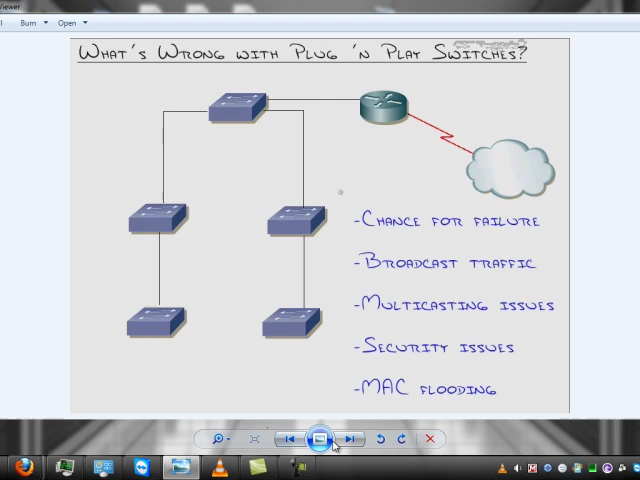 Viewer
Burn Open
WHAT'S WRONG WITH PLUG 'N PLAY SWITCHES?
-CHANCE FOR FAILURE
-BROADCAST TRAFFIC
-MULTICASTING ISSUES
-SECURITY ISSUES
-MAC FLOODING